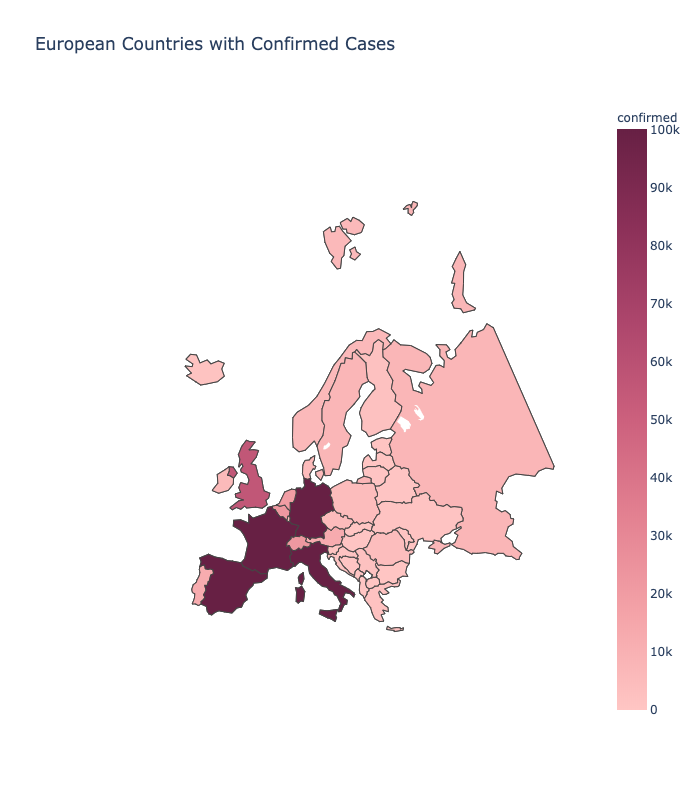 European Countries with Confirmed Cases
confirmed
100k
90k
80k
70k
60k
50k
40k
30k
20k
10k
0